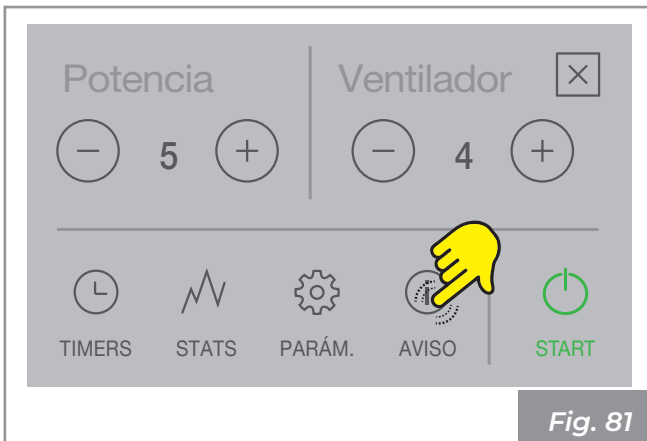 Potencia
Ventilador
5
4
TIMERS
STATS
PARÁM.
AVISO
START
Fig. 81